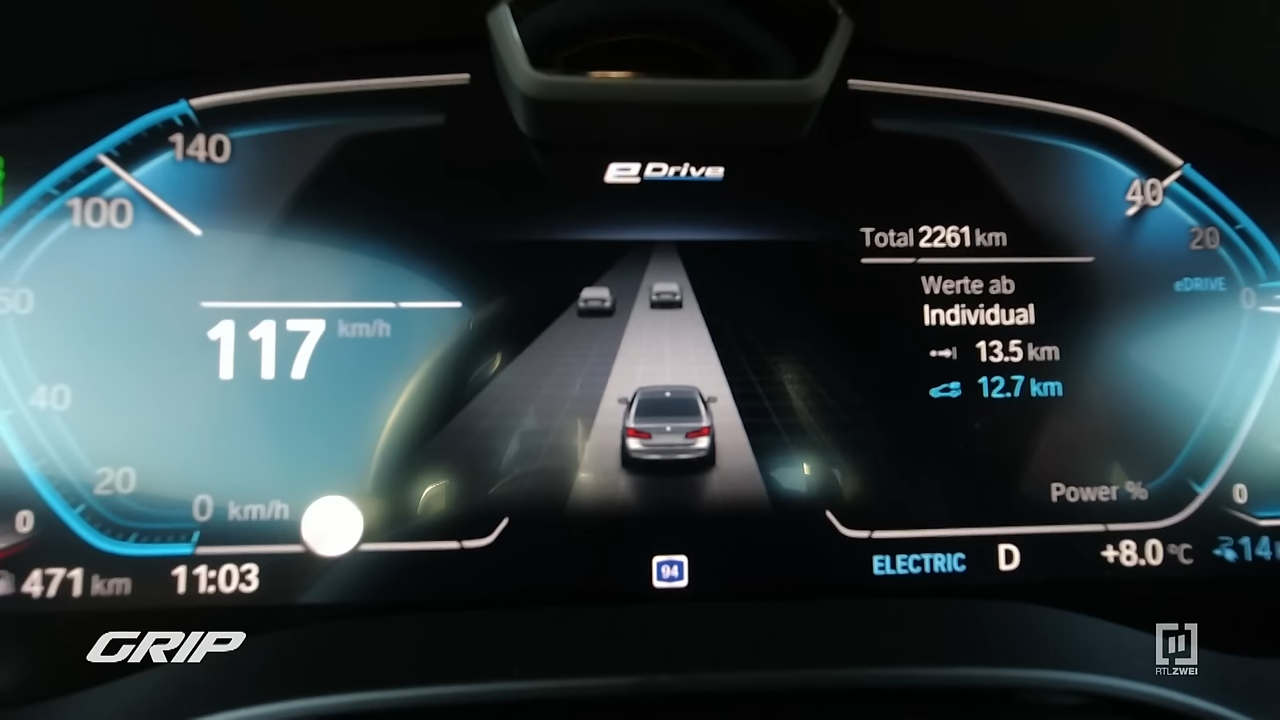 140
100
60
40
20
0 km/h
117 km/h
eDrive
Total 2261 km
Werte ab
Individual
13.5 km
12.7 km
40
20
eDRIVE
0
Power %
0
0
471 km
11:03
94
ELECTRIC D
+8.0 °C
14
GRIP
RTLZWEI